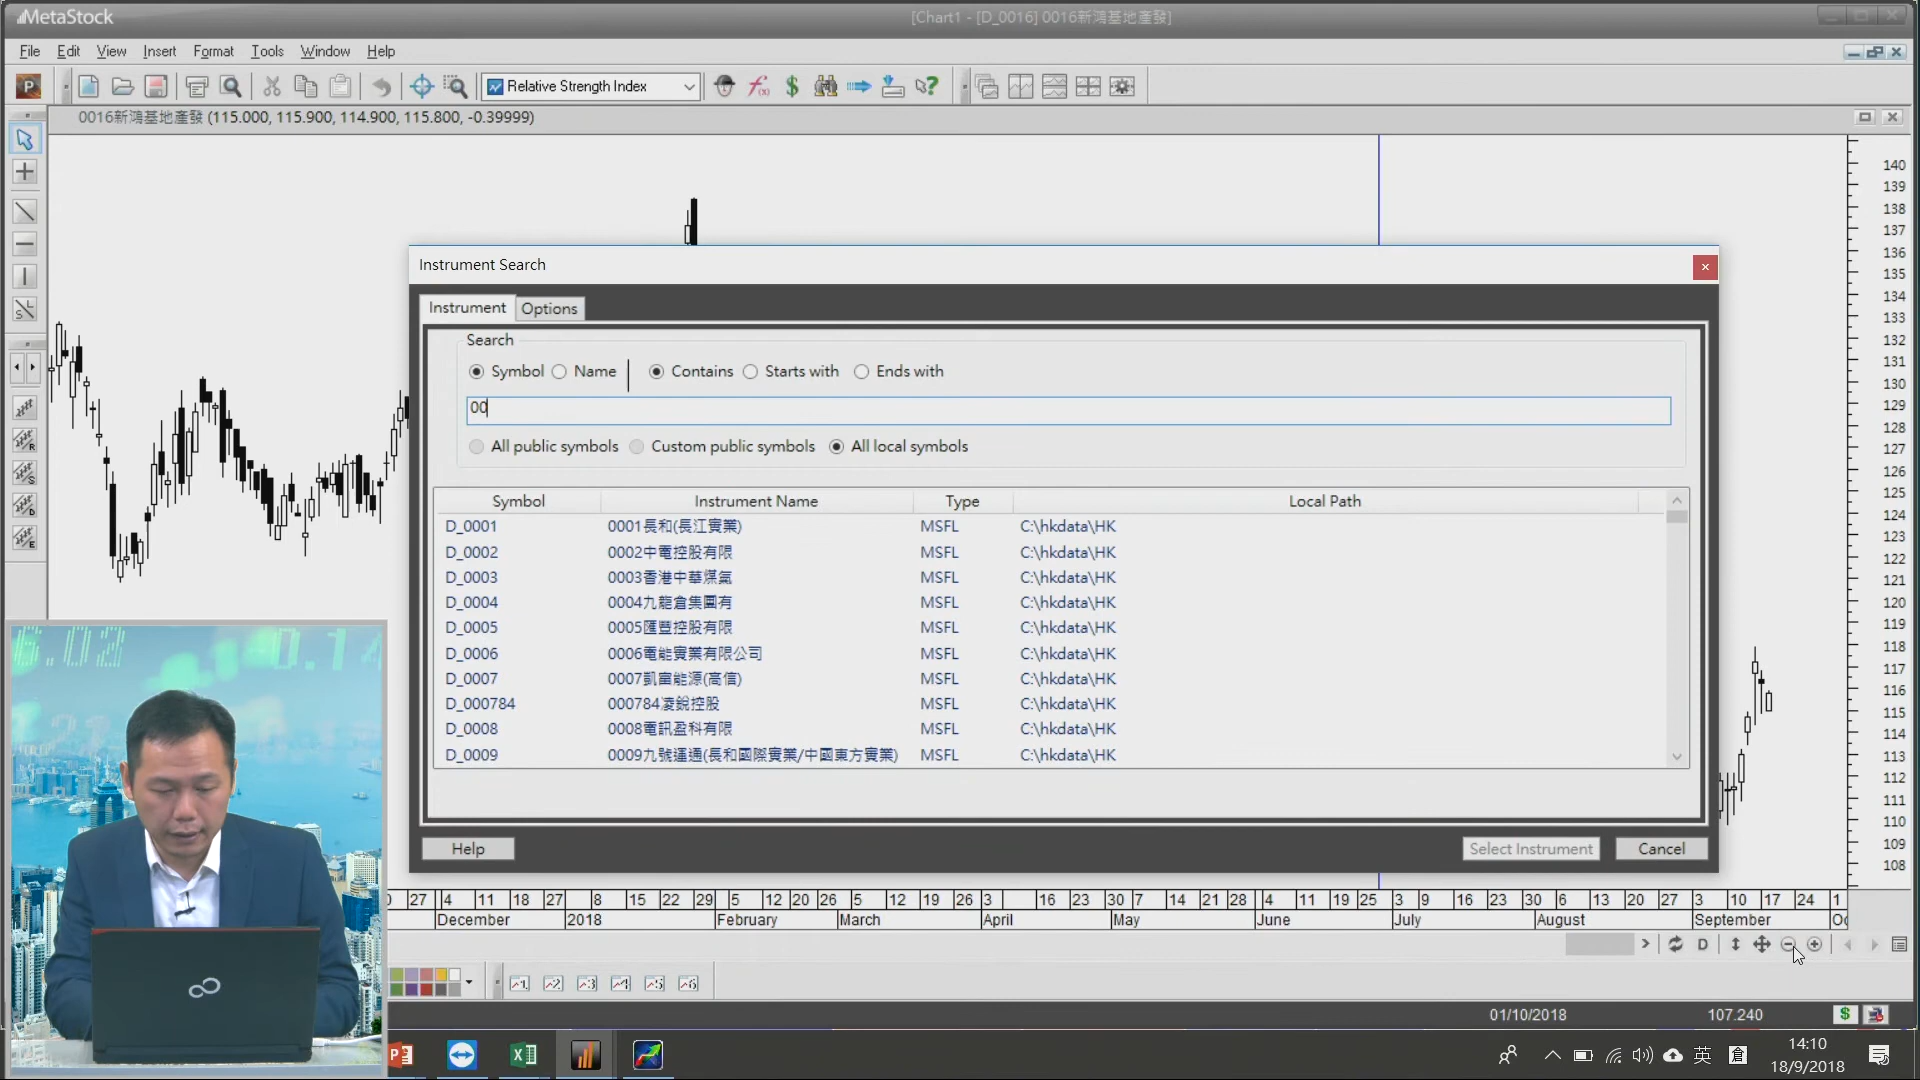 MetaStock
[Chart1 - [D_0016] 0016新鴻基地產發]
File Edit View Insert Format Tools Window Help
P Relative Strength Index f(x) $ ?
0016新鴻基地產發 (115.000, 115.900, 114.900, 115.800, -0.39999)
Instrument Search
Instrument Options
Search
Symbol Name Contains Starts with Ends with
00
All public symbols Custom public symbols All local symbols
Symbol Instrument Name Type Local Path
D_0001 0001長和(長江實業) MSFL C:\hkdata\HK
D_0002 0002中電控股有限 MSFL C:\hkdata\HK
D_0003 0003香港中華煤氣 MSFL C:\hkdata\HK
D_0004 0004九龍倉集團有 MSFL C:\hkdata\HK
D_0005 0005匯豐控股有限 MSFL C:\hkdata\HK
D_0006 0006電能實業有限公司 MSFL C:\hkdata\HK
D_0007 0007凱富能源(高信) MSFL C:\hkdata\HK
D_000784 000784凌銳控股 MSFL C:\hkdata\HK
D_0008 0008電訊盈科有限 MSFL C:\hkdata\HK
D_0009 0009九號運通(長和國際實業/中國東方實業) MSFL C:\hkdata\HK
Help Select Instrument Cancel
140
139
138
137
136
135
134
133
132
131
130
129
128
127
126
125
124
123
122
121
120
119
118
117
116
115
114
113
112
111
110
109
108
6.02 0.14
27 4 11 18 27 8 15 22 29 5 12 20 26 5 12 19 26 3 16 23 30 7 14 21 28 4 11 19 25 3 9 16 23 30 6 13 20 27 3 10 17 24 1
December 2018 February March April May June July August September Oc
D
1 2 3 4 5 6
01/10/2018 107.240 $
英 倉
14:10
18/9/2018